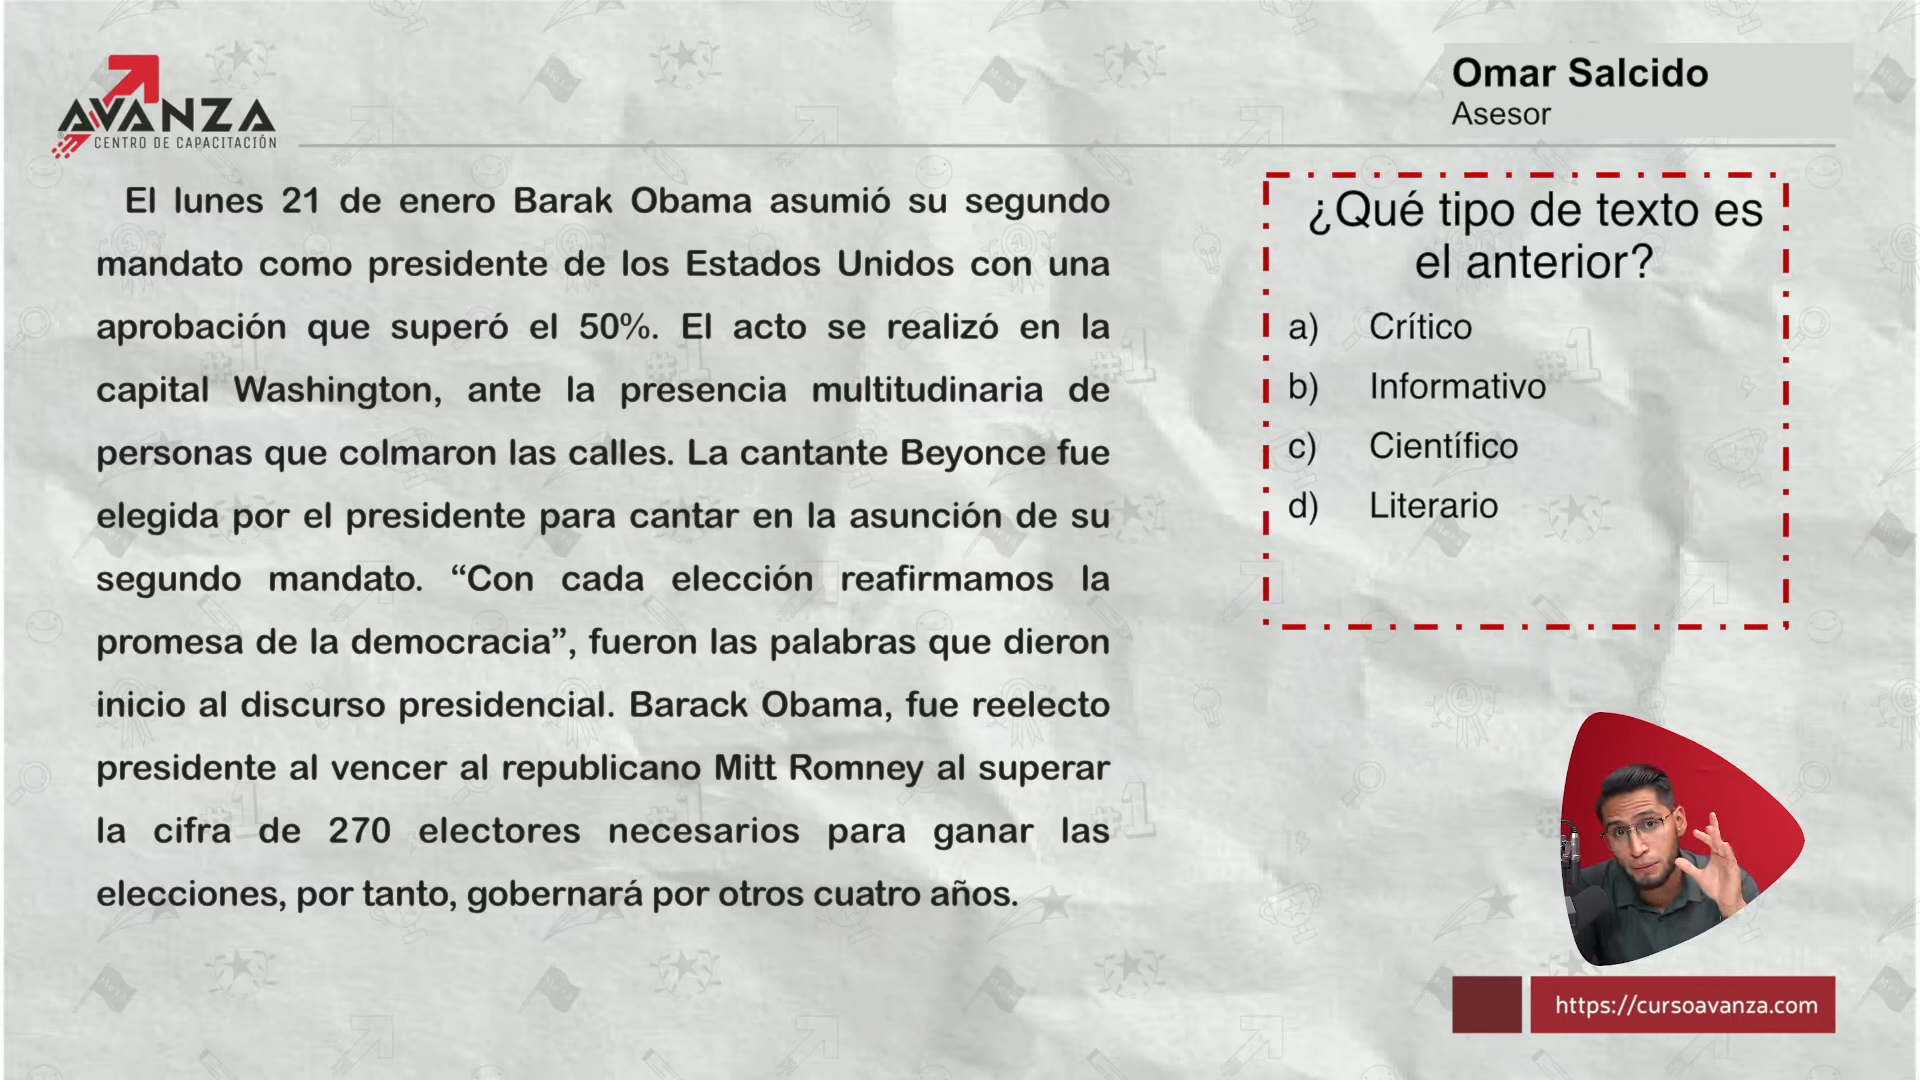 AVANZA
CENTRO DE CAPACITACIÓN
Omar Salcido
Asesor
El lunes 21 de enero Barak Obama asumió su segundo
mandato como presidente de los Estados Unidos con una
aprobación que superó el 50%. El acto se realizó en la
capital Washington, ante la presencia multitudinaria de
personas que colmaron las calles. La cantante Beyonce fue
elegida por el presidente para cantar en la asunción de su
segundo mandato. “Con cada elección reafirmamos la
promesa de la democracia”, fueron las palabras que dieron
inicio al discurso presidencial. Barack Obama, fue reelecto
presidente al vencer al republicano Mitt Romney al superar
la cifra de 270 electores necesarios para ganar las
elecciones, por tanto, gobernará por otros cuatro años.
¿Qué tipo de texto es
el anterior?
a) Crítico
b) Informativo
c) Científico
d) Literario
https://cursoavanza.com